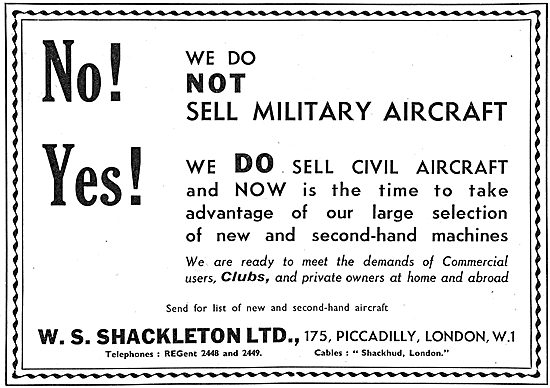 No!
WE DO
NOT
SELL MILITARY AIRCRAFT
Yes!
WE DO SELL CIVIL AIRCRAFT
and NOW is the time to take
advantage of our large selection
of new and second-hand machines
We are ready to meet the demands of Commercial
users, Clubs, and private owners at home and abroad
Send for list of new and second-hand aircraft
W. S. SHACKLETON LTD., 175, PICCADILLY, LONDON, W.1
Telephones : REGent 2448 and 2449. Cables : " Shackhud, London."